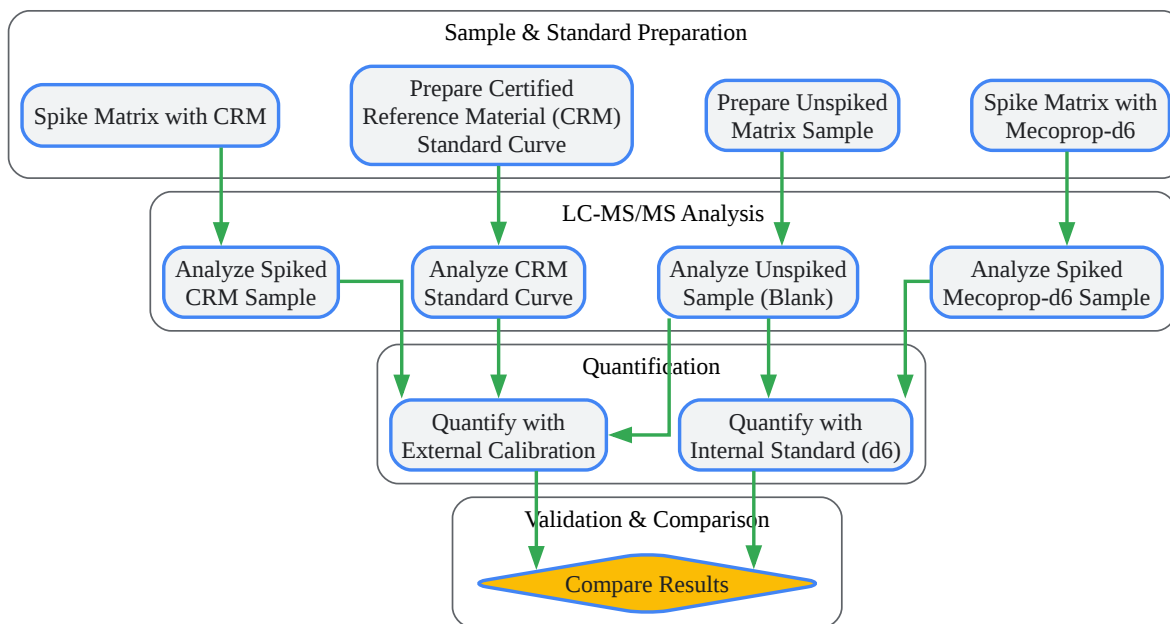 Sample & Standard Preparation
Spike Matrix with CRM
Prepare Certified
Reference Material (CRM)
Standard Curve
Prepare Unspiked
Matrix Sample
Spike Matrix with
Mecoprop-d6
LC-MS/MS Analysis
Analyze Spiked
CRM Sample
Analyze CRM
Standard Curve
Analyze Unspiked
Sample (Blank)
Analyze Spiked
Mecoprop-d6 Sample
Quantification
Quantify with
External Calibration
Quantify with
Internal Standard (d6)
Validation & Comparison
Compare Results